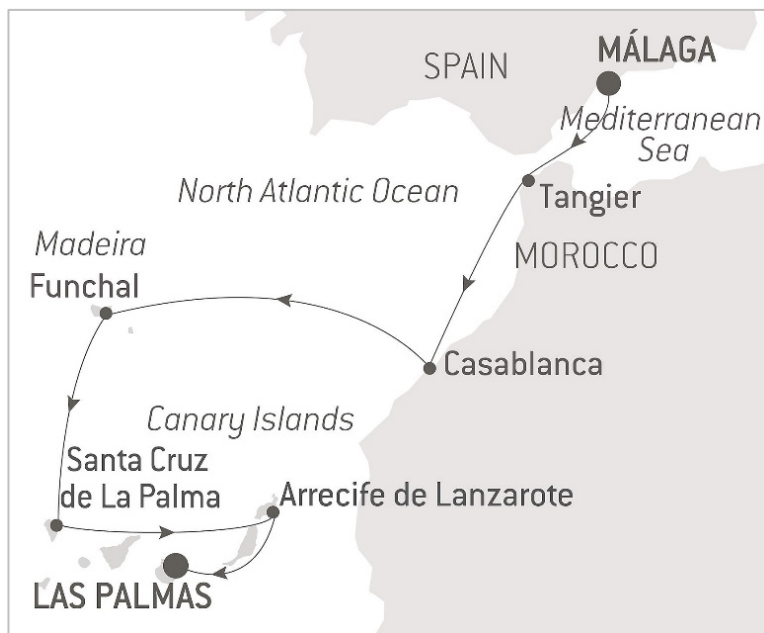 MÁLAGA
SPAIN
Mediterranean
Sea
North Atlantic Ocean
Tangier
Madeira
MOROCCO
Funchal
Casablanca
Canary Islands
Santa Cruz
de La Palma
Arrecife de Lanzarote
LAS PALMAS